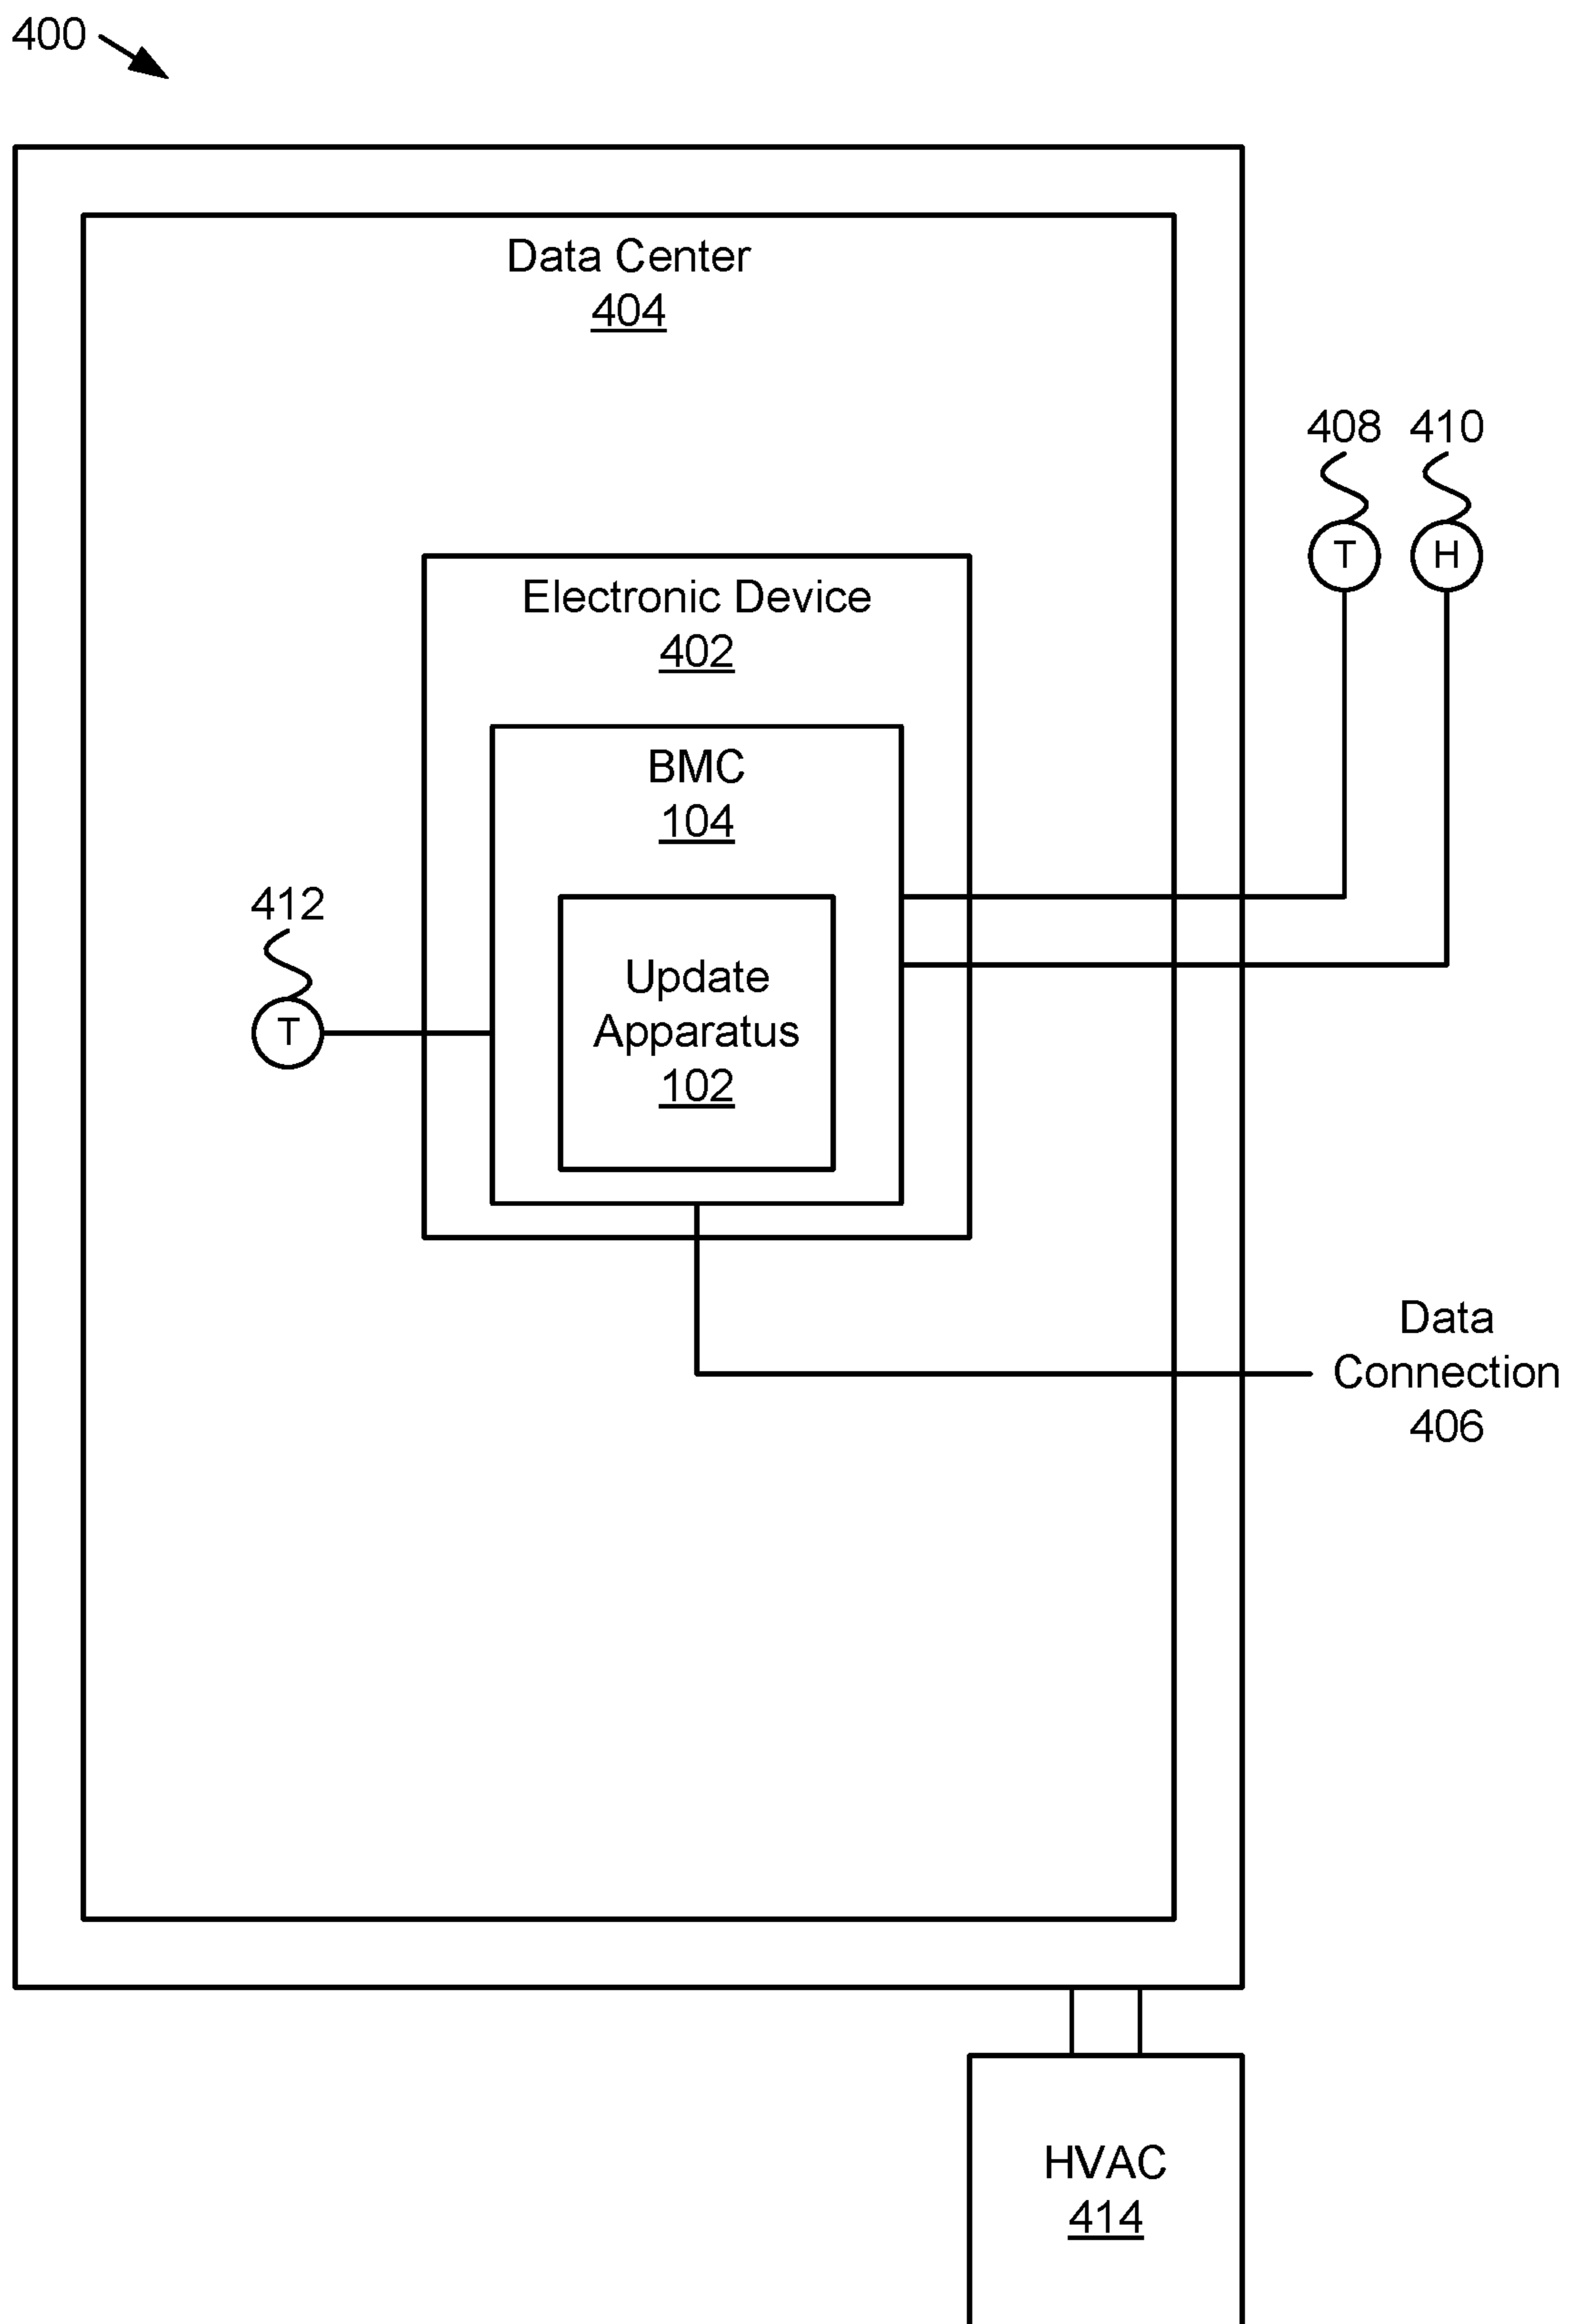 400
Data Center
404
408 410
T H
Electronic Device
402
BMC
104
412
T
Update
Apparatus
102
Data
Connection
406
HVAC
414